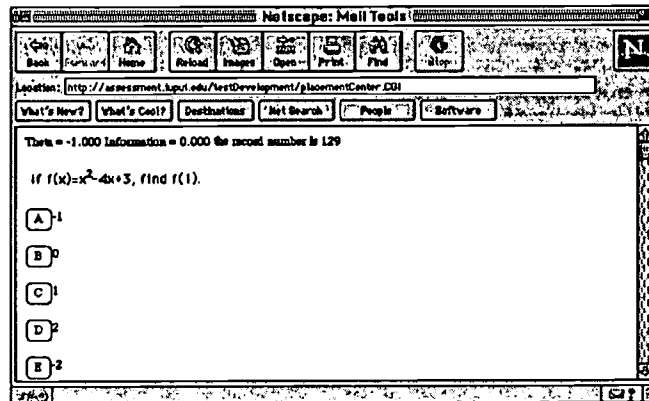 Netscape: Mail Tools
Back Forward Home Reload Images Open Print Find Stop N
Location: http://assessment.iupui.edu/testDevelopment/placementCenter.CGI
What's New? What's Cool? Destinations Net Search People Software
Theta = -1.000 Information = 0.000 the record number is 129
If f(x)=x²-4x+3, find f(1).
A -1
B 0
C 1
D 2
E -2